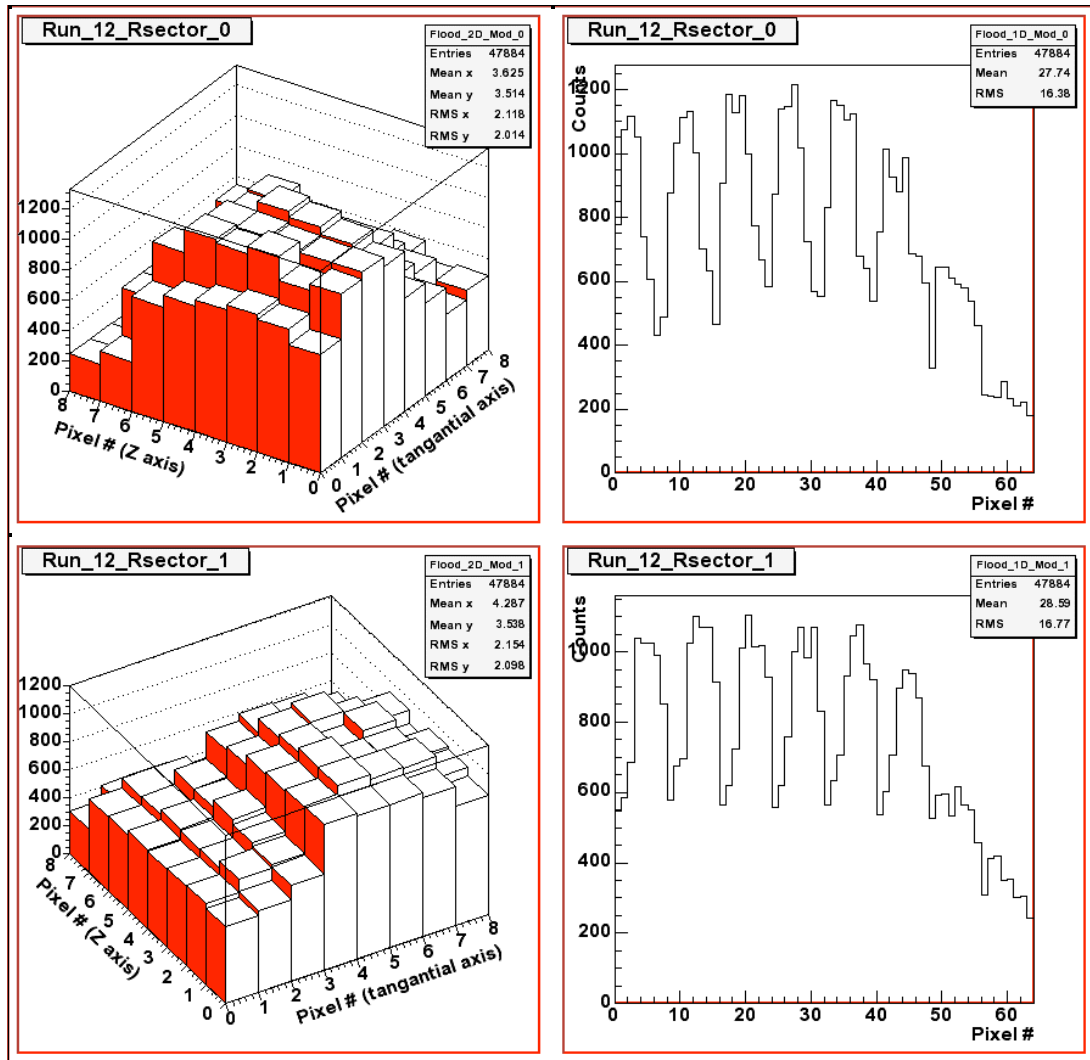 Run_12_Rsector_0
Flood_2D_Mod_0
Entries 47884
Mean x 3.625
Mean y 3.514
RMS x 2.118
RMS y 2.014
1200
1000
800
600
400
200
0
8 7 6 5 4 3 2 1 0
Pixel # (Z axis)
0 1 2 3 4 5 6 7 8
Pixel # (tangantial axis)
Run_12_Rsector_0
Flood_1D_Mod_0
Entries 47884
Mean 27.74
RMS 16.38
Counts
1200
1000
800
600
400
200
0
0 10 20 30 40 50 60
Pixel #
Run_12_Rsector_1
Flood_2D_Mod_1
Entries 47884
Mean x 4.287
Mean y 3.538
RMS x 2.154
RMS y 2.098
1200
1000
800
600
400
200
0
8 7 6 5 4 3 2 1 0
Pixel # (Z axis)
0 1 2 3 4 5 6 7 8
Pixel # (tangantial axis)
Run_12_Rsector_1
Flood_1D_Mod_1
Entries 47884
Mean 28.59
RMS 16.77
Counts
1000
800
600
400
200
0
0 10 20 30 40 50 60
Pixel #